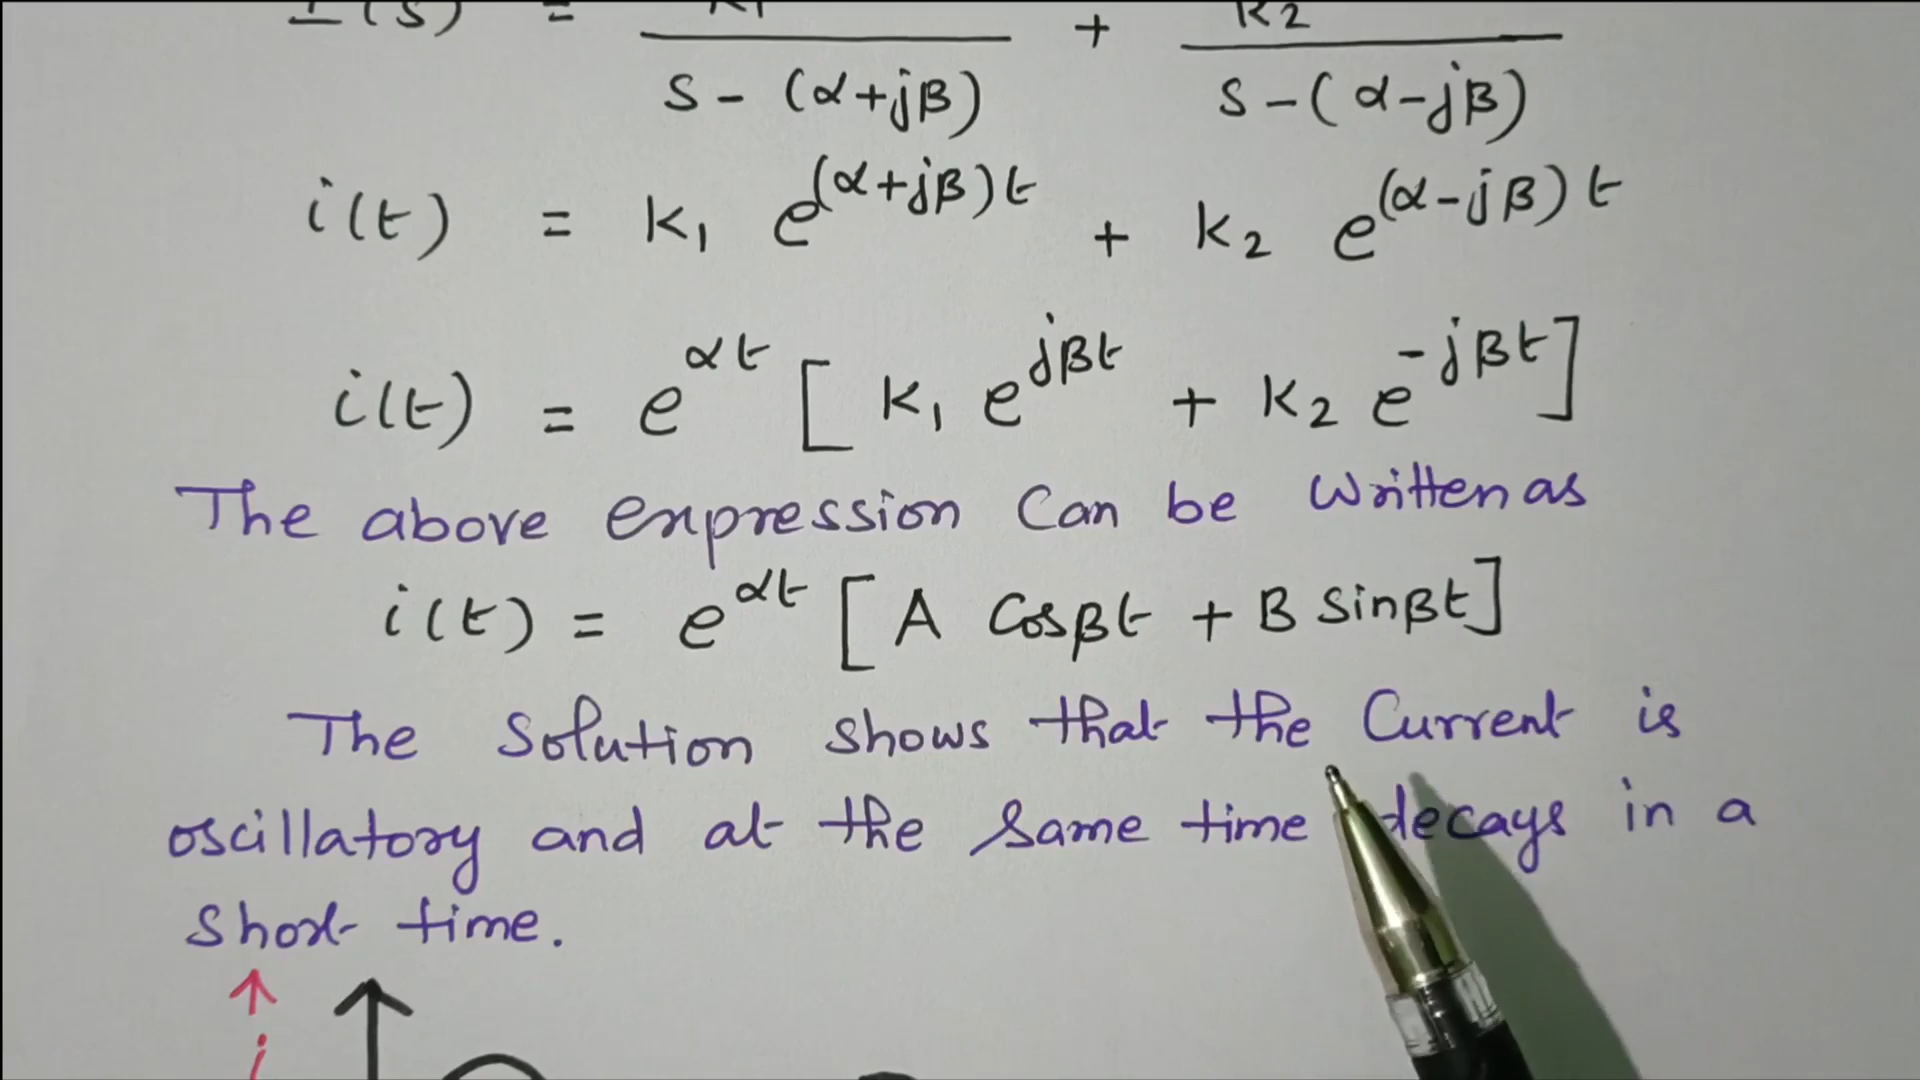 I(s) = K1 / + K2 /
s - (α+jβ) s - (α-jβ)
i(t) = K₁ e^(α+jβ)t + K₂ e^(α-jβ)t
i(t) = e^αt [ K₁ e^jβt + K₂ e^-jβt ]
The above expression Can be Written as
i(t) = e^αt [ A Cosβt + B Sinβt ]
The Solution shows that the Current is
oscillatory and at the same time decays in a
Short time.
i